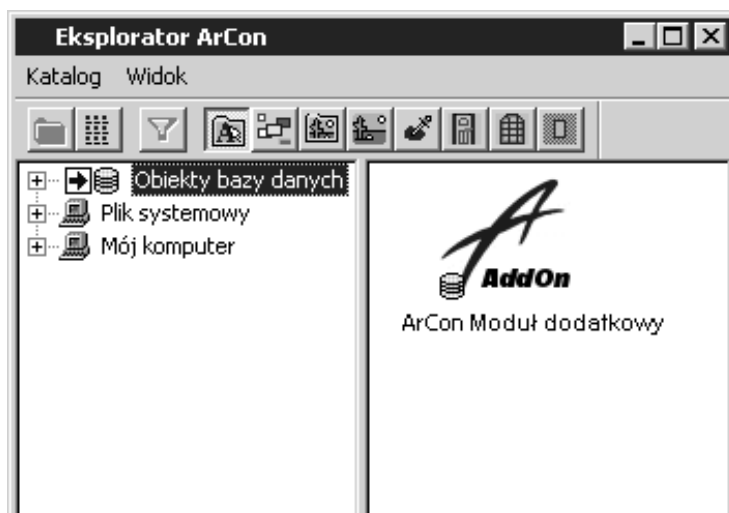 Eksplorator ArCon
Katalog Widok
Obiekty bazy danych
Plik systemowy
Mój komputer
AddOn
ArCon Moduł dodatkowy